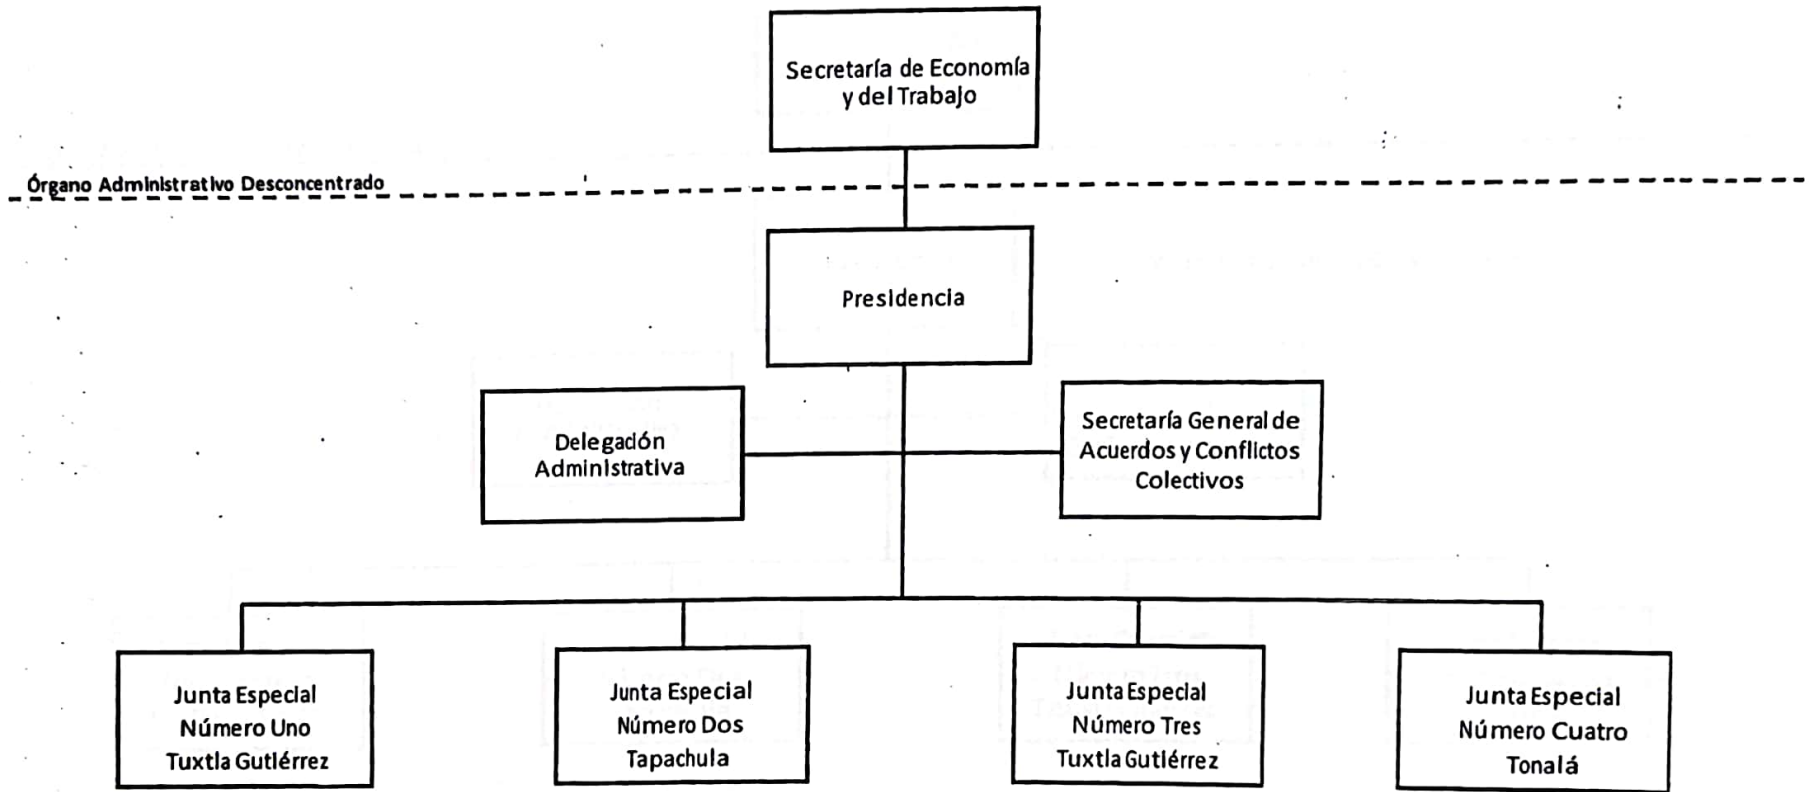 Secretaría de Economía
y del Trabajo
Órgano Administrativo Desconcentrado
Presidencia
Delegación
Administrativa
Secretaría General de
Acuerdos y Conflictos
Colectivos
Junta Especial
Número Uno
Tuxtla Gutiérrez
Junta Especial
Número Dos
Tapachula
Junta Especial
Número Tres
Tuxtla Gutiérrez
Junta Especial
Número Cuatro
Tonalá